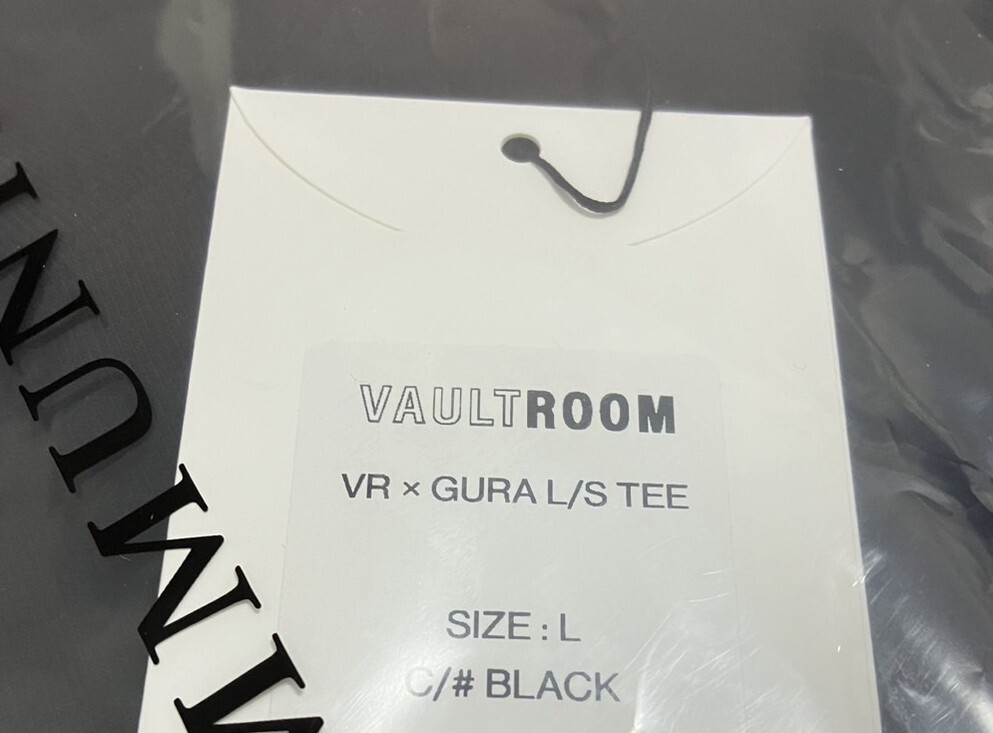 VAULTROOM
VR × GURA L/S TEE
SIZE : L
C/# BLACK